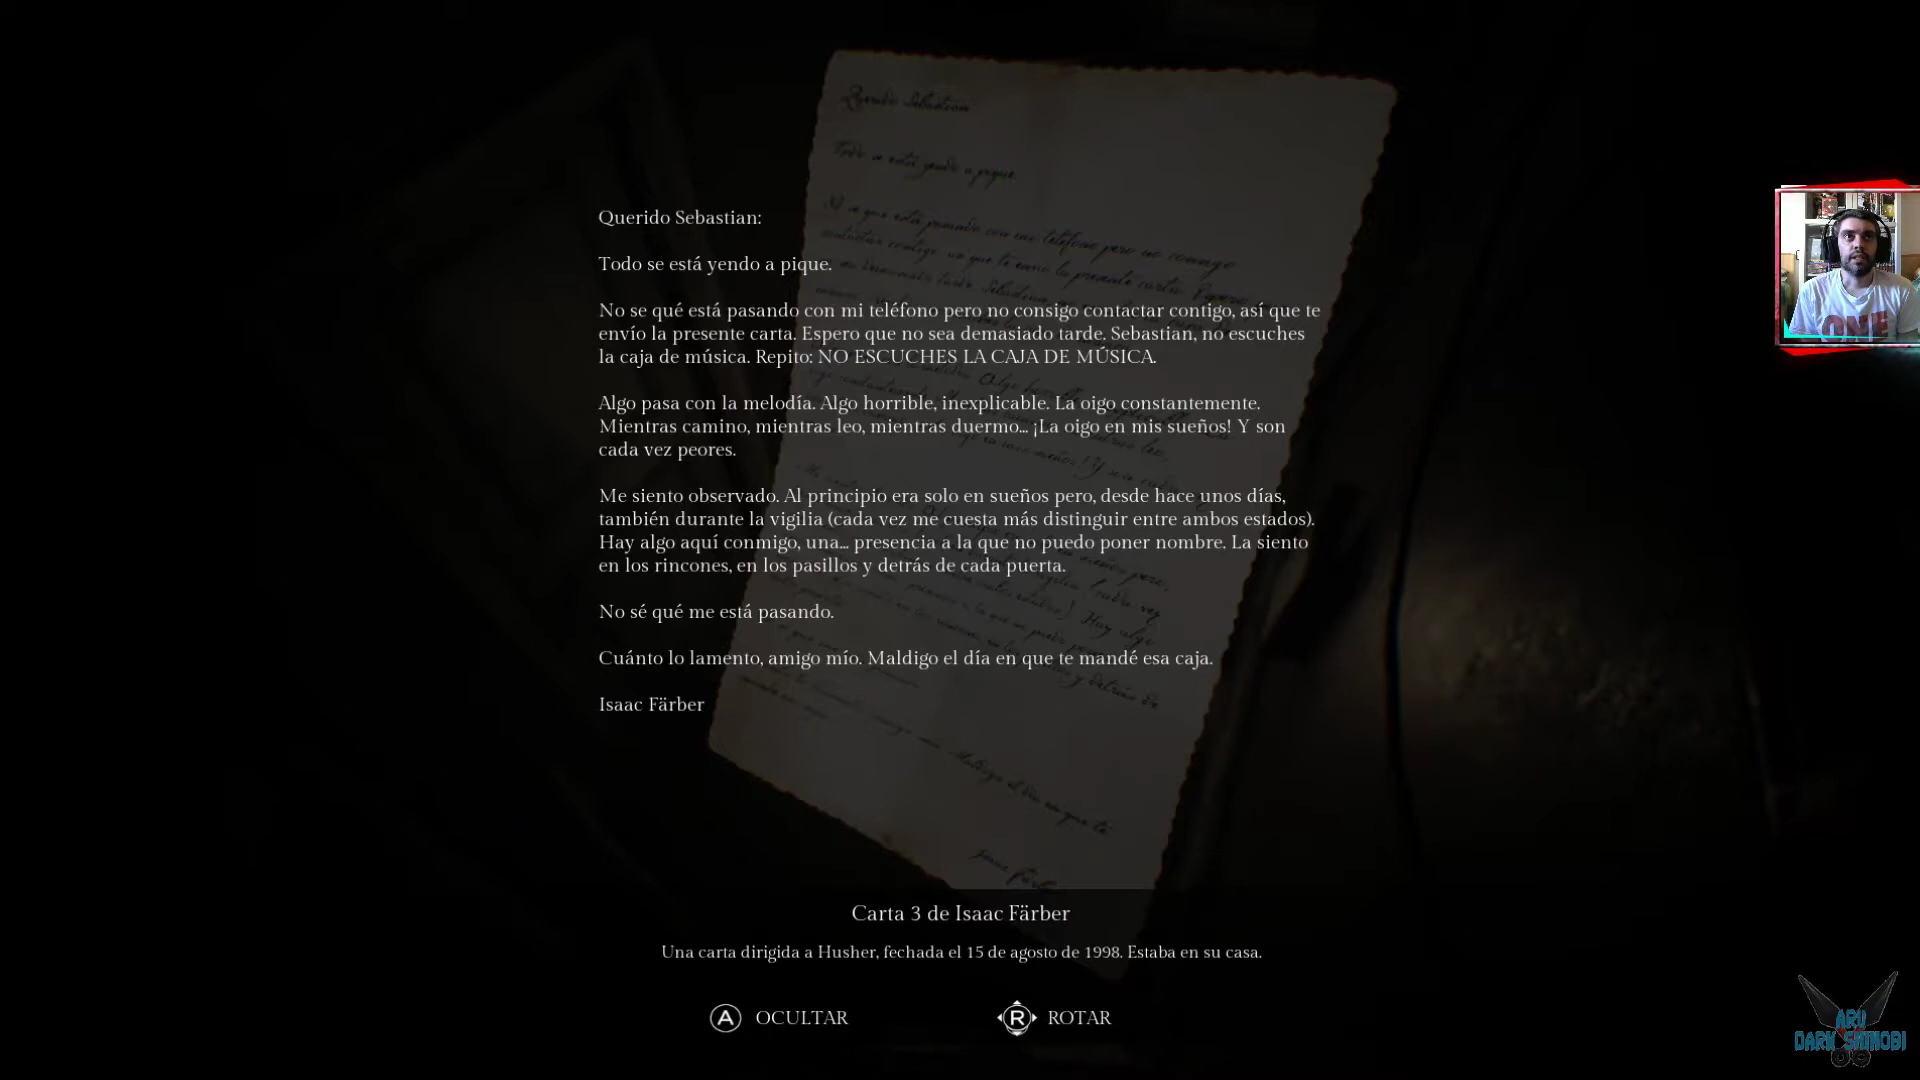 Querido Sebastian:
Todo se está yendo a pique.
No se qué está pasando con mi teléfono pero no consigo contactar contigo, así que te
envío la presente carta. Espero que no sea demasiado tarde. Sebastian, no escuches
la caja de música. Repito: NO ESCUCHES LA CAJA DE MÚSICA.
Algo pasa con la melodía. Algo horrible, inexplicable. La oigo constantemente.
Mientras camino, mientras leo, mientras duermo... ¡La oigo en mis sueños! Y son
cada vez peores.
Me siento observado. Al principio era solo en sueños pero, desde hace unos días,
también durante la vigilia (cada vez me cuesta más distinguir entre ambos estados).
Hay algo aquí conmigo, una... presencia a la que no puedo poner nombre. La siento
en los rincones, en los pasillos y detrás de cada puerta.
No sé qué me está pasando.
Cuánto lo lamento, amigo mío. Maldigo el día en que te mandé esa caja.
Isaac Färber
Carta 3 de Isaac Färber
Una carta dirigida a Husher, fechada el 15 de agosto de 1998. Estaba en su casa.
A OCULTAR
R ROTAR
ONE
ARU
DARK SHINOBI